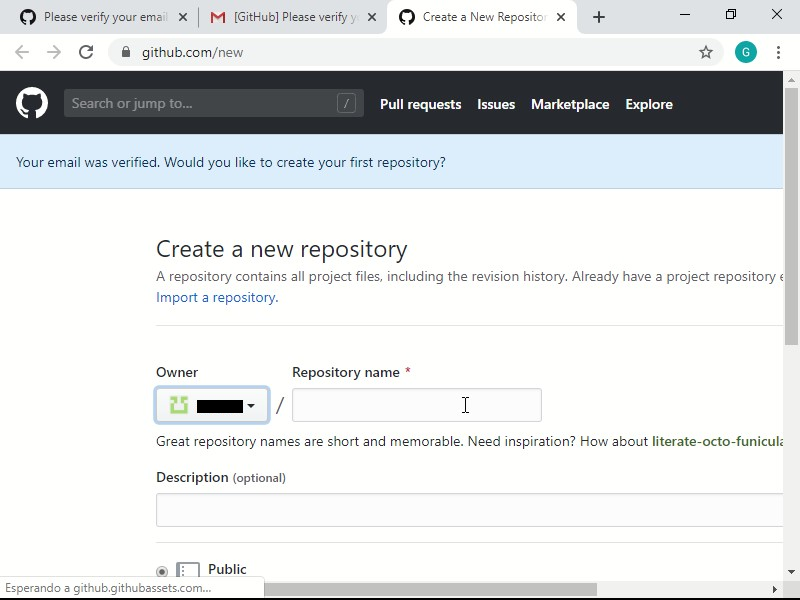 Please verify your email
[GitHub] Please verify y
Create a New Repositor
github.com/new
G
Search or jump to...
/
Pull requests
Issues
Marketplace
Explore
Your email was verified. Would you like to create your first repository?
Create a new repository
A repository contains all project files, including the revision history. Already have a project repository e
Import a repository.
Owner
Repository name *
/
Great repository names are short and memorable. Need inspiration? How about literate-octo-funicula
Description (optional)
Public
Esperando a github.githubassets.com...